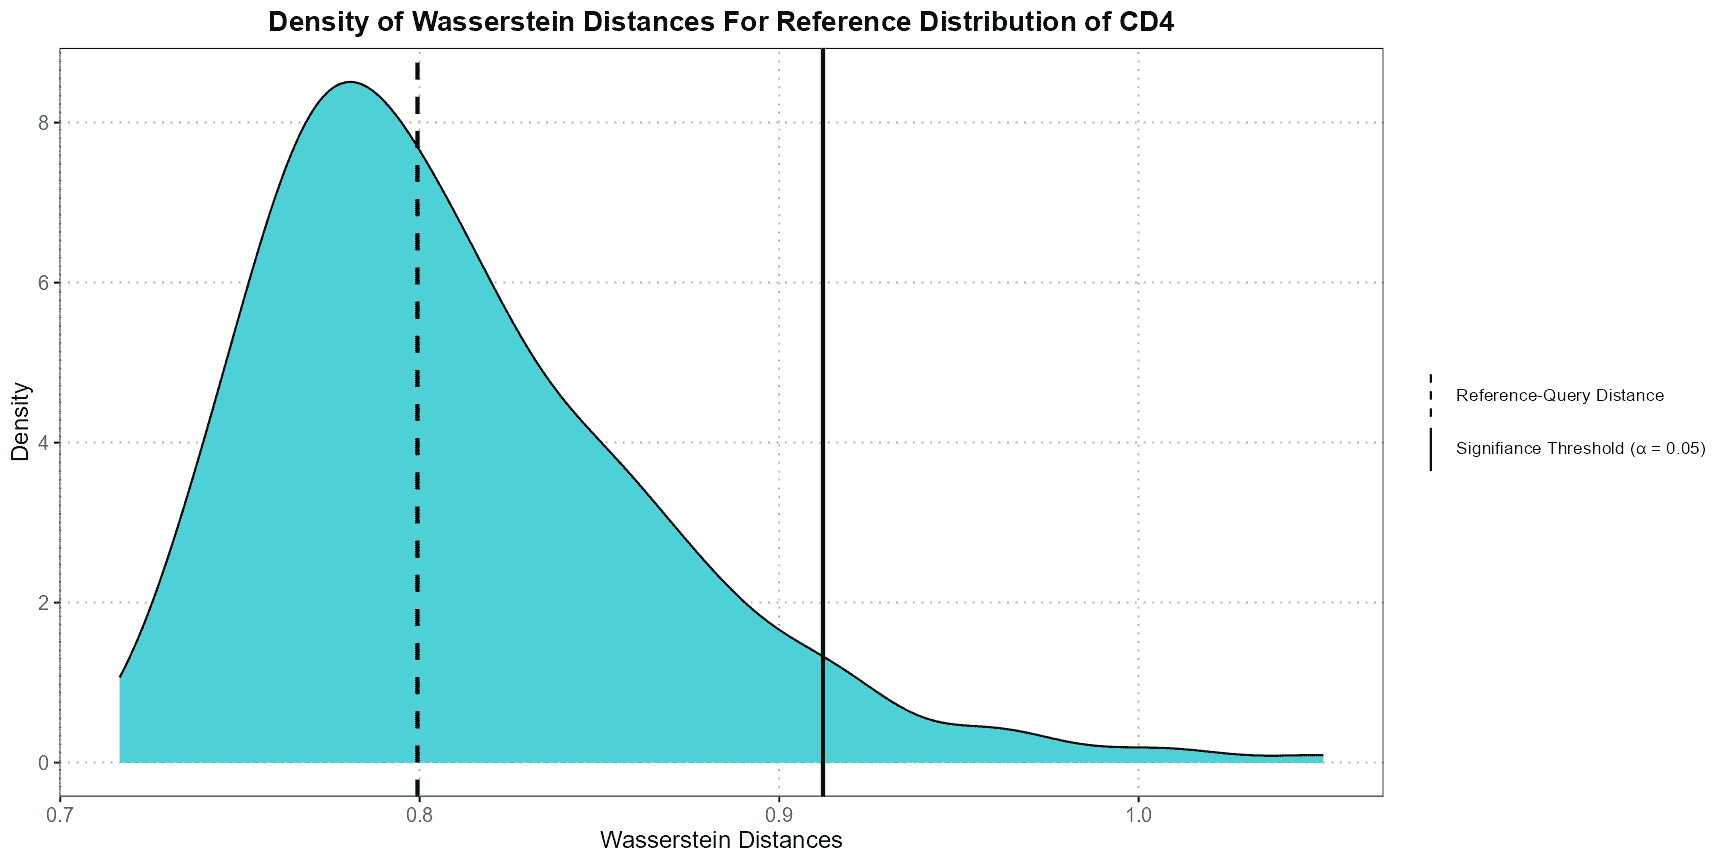 Density of Wasserstein Distances For Reference Distribution of CD4
8
6
4
2
0
Density
0.7
0.8
0.9
1.0
Wasserstein Distances
Reference-Query Distance
Signifiance Threshold (α = 0.05)